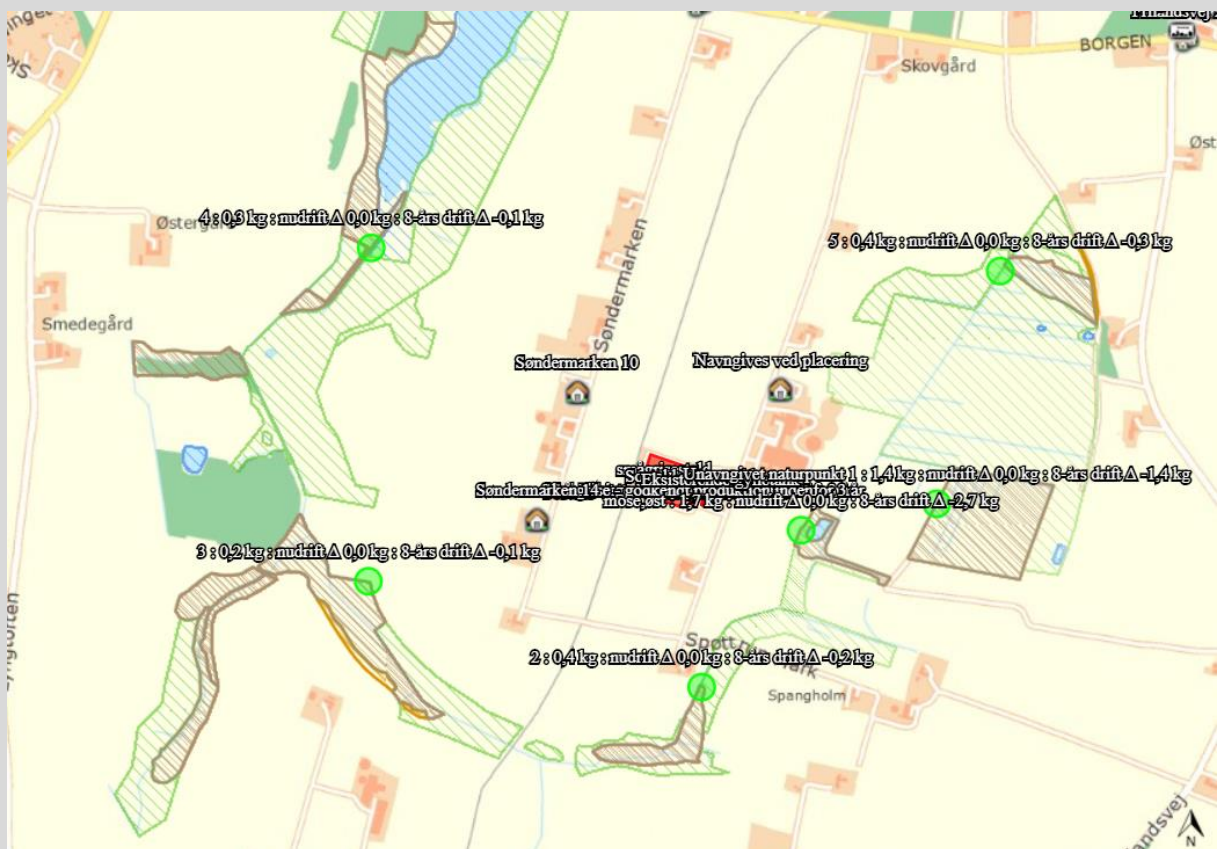 BORGEN
Skovgård
Øst
4 : 0,3 kg : nudrift Δ 0,0 kg : 8-års drift Δ -0,1 kg
Søndermarken
5 : 0,4 kg : nudrift Δ 0,0 kg : 8-års drift Δ -0,3 kg
Smedegård
Søndermarken 10
Navngives ved placering
Unavngivet naturpunkt 1 : 1,4 kg : nudrift Δ 0,0 kg : 8-års drift Δ -1,4 kg
Søndermarken 14
mose, øst : 1,7 kg : nudrift Δ 0,0 kg : 8-års drift Δ -2,7 kg
3 : 0,2 kg : nudrift Δ 0,0 kg : 8-års drift Δ -0,1 kg
2 : 0,4 kg : nudrift Δ 0,0 kg : 8-års drift Δ -0,2 kg
Spangholm
landsvej
N